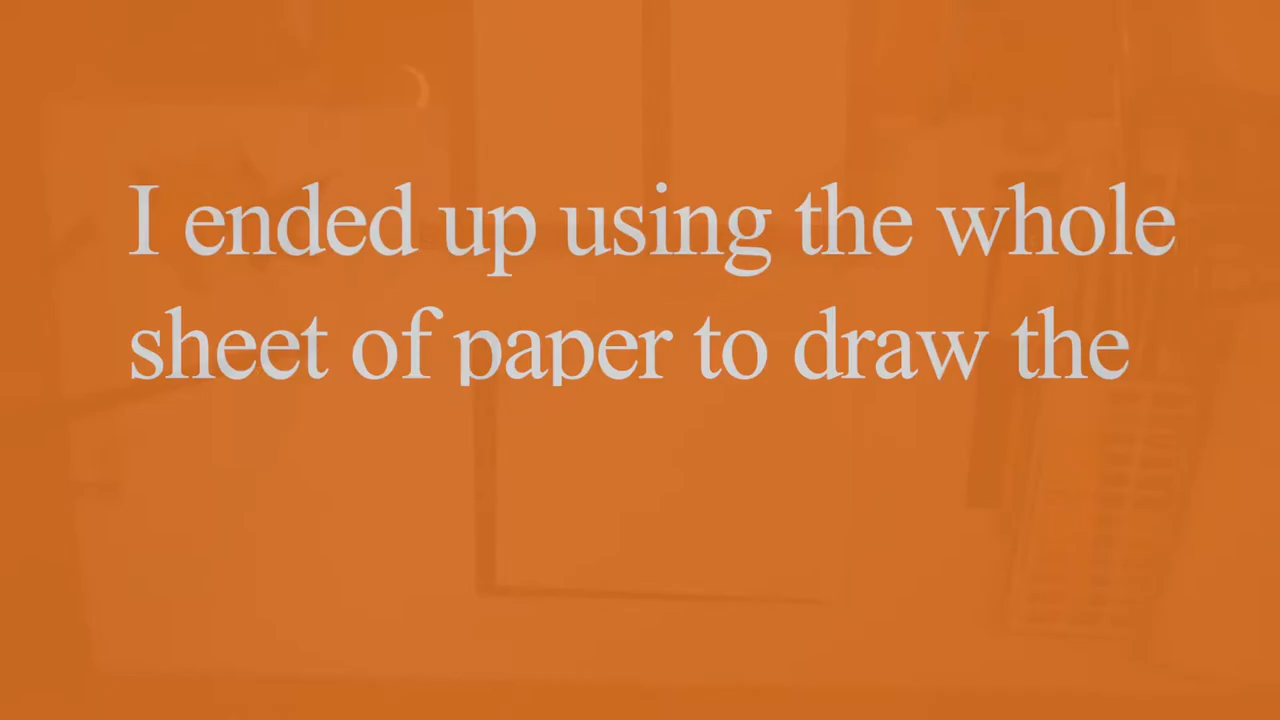 I ended up using the whole
sheet of paper to draw the